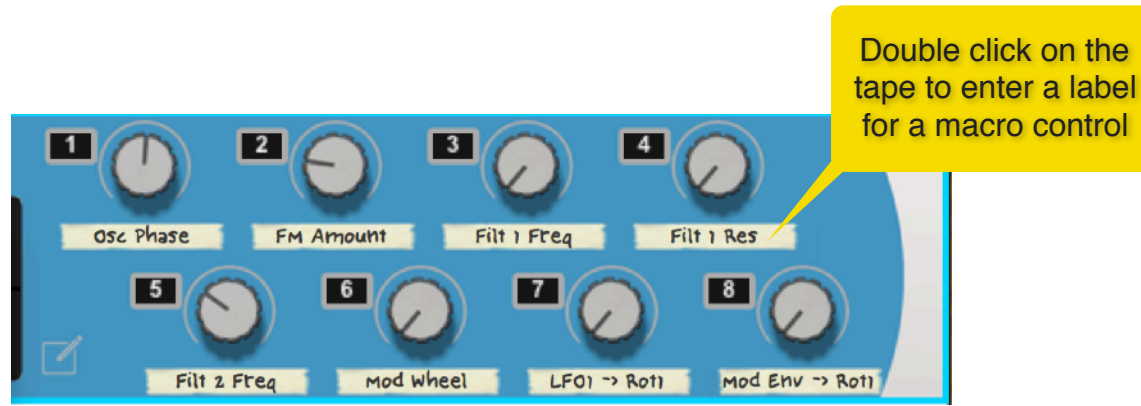 Double click on the
tape to enter a label
for a macro control
1 2 3 4
Osc Phase FM Amount Filt 1 Freq Filt 1 Res
5 6 7 8
Filt 2 Freq Mod Wheel LFO1 -> Rot1 Mod Env -> Rot1